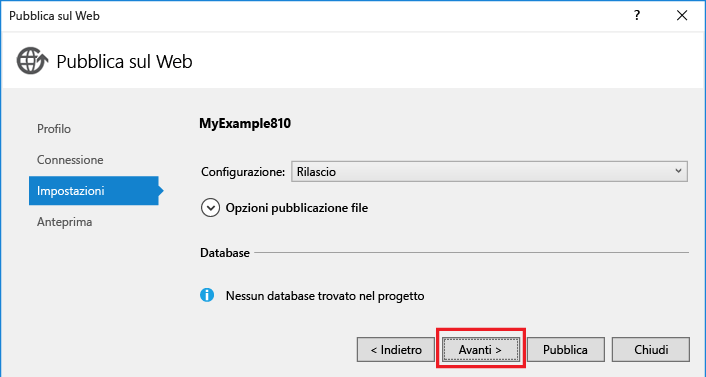 Pubblica sul Web
?
Pubblica sul Web
Profilo
Connessione
Impostazioni
Anteprima
MyExample810
Configurazione: Rilascio
Opzioni pubblicazione file
Database
Nessun database trovato nel progetto
< Indietro Avanti > Pubblica Chiudi